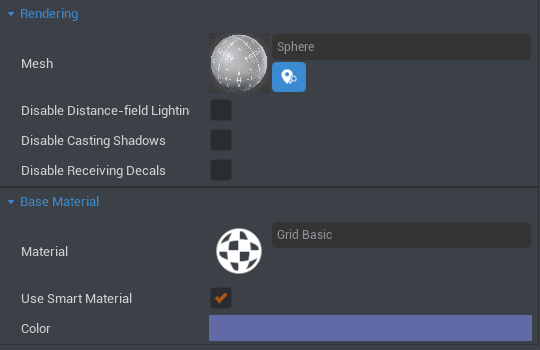 Rendering
Mesh
Sphere
Disable Distance-field Lightin
Disable Casting Shadows
Disable Receiving Decals
Base Material
Material
Grid Basic
Use Smart Material
Color